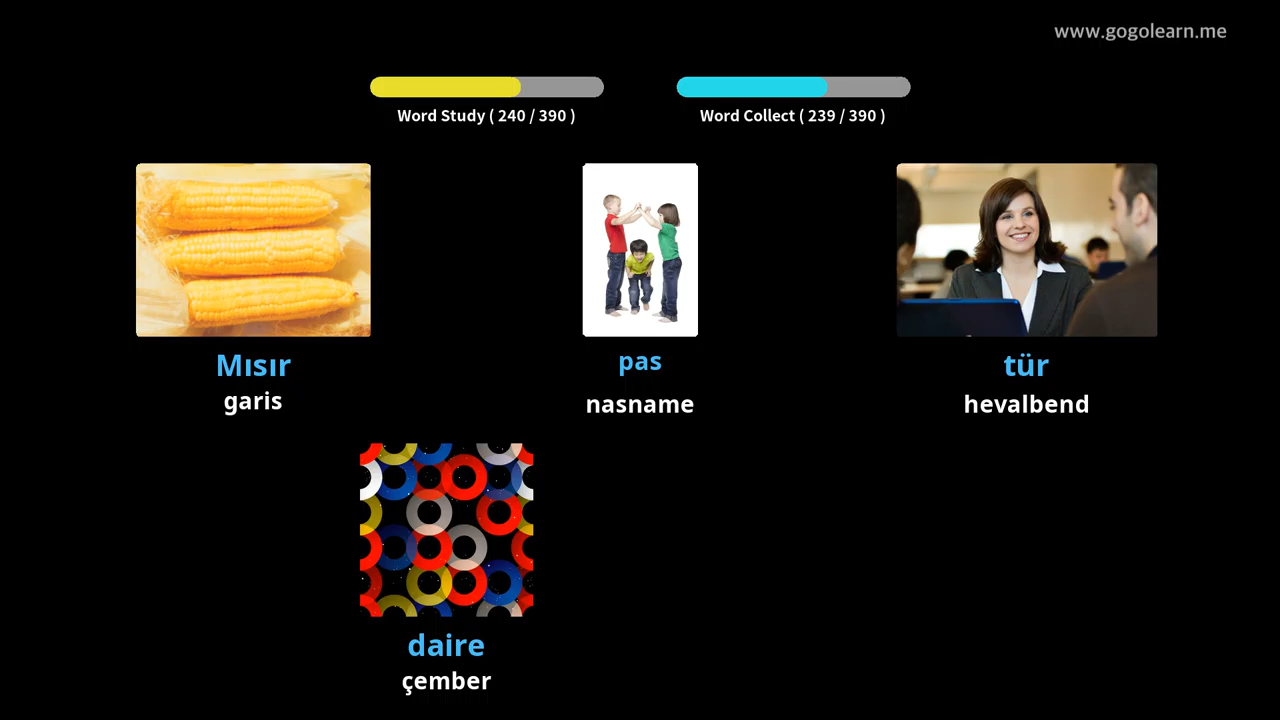 www.gogolearn.me
Word Study ( 240 / 390 )
Word Collect ( 239 / 390 )
Mısır
garis
pas
nasname
tür
hevalbend
daire
çember